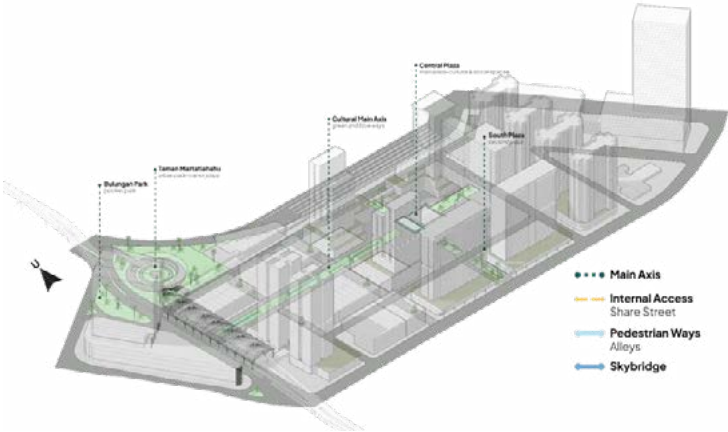 Central Plaza
Cultural Main Axis
South Plaza
Taman Martattiahahu
Bulungan Park
U
Main Axis
Internal Access
Share Street
Pedestrian Ways
Alleys
Skybridge